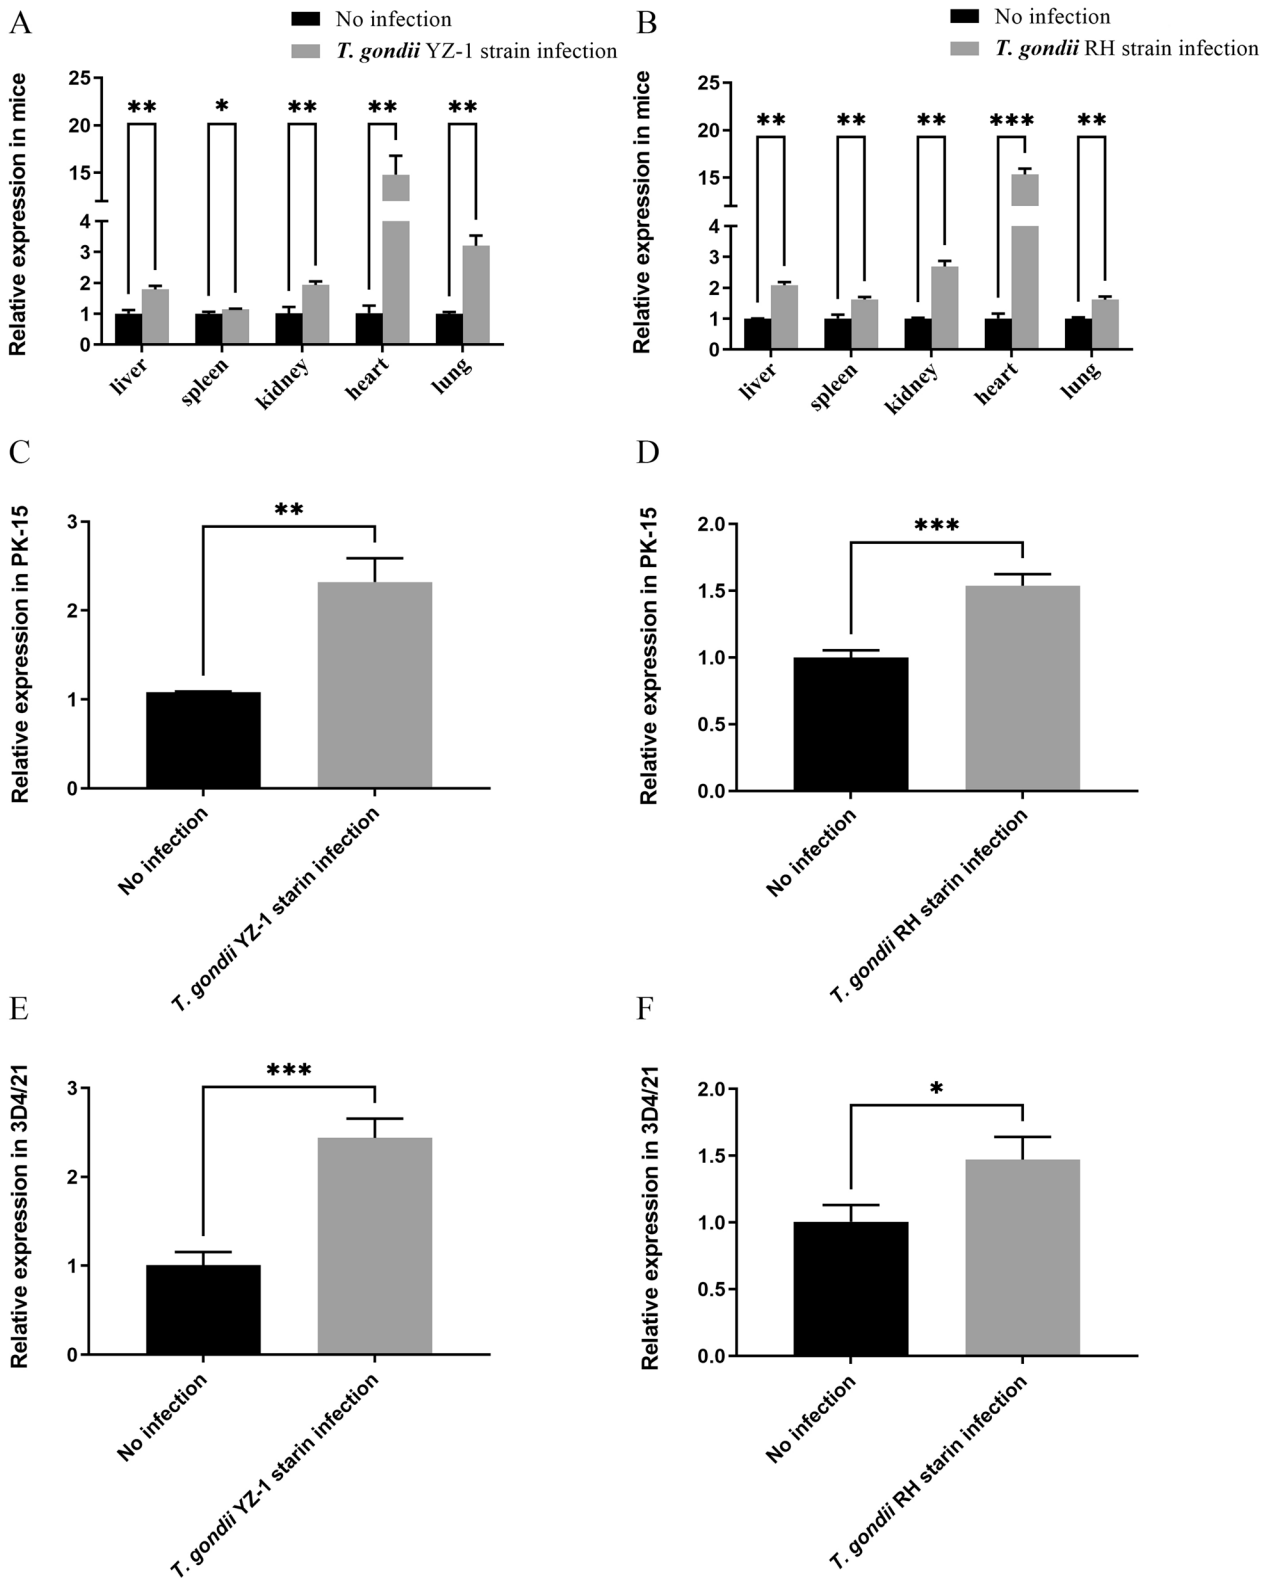 A
No infection
T. gondii YZ-1 strain infection
Relative expression in mice
25
20
15
4
3
2
1
0
** * ** ** **
liver spleen kidney heart lung
B
No infection
T. gondii RH strain infection
Relative expression in mice
25
20
15
4
3
2
1
0
** ** ** *** **
liver spleen kidney heart lung
C
Relative expression in PK-15
3
2
1
0
**
No infection
T. gondii YZ-1 starin infection
D
Relative expression in PK-15
2.0
1.5
1.0
0.5
0.0
***
No infection
T. gondii RH starin infection
E
Relative expression in 3D4/21
3
2
1
0
***
No infection
T. gondii YZ-1 starin infection
F
Relative expression in 3D4/21
2.0
1.5
1.0
0.5
0.0
*
No infection
T. gondii RH starin infection